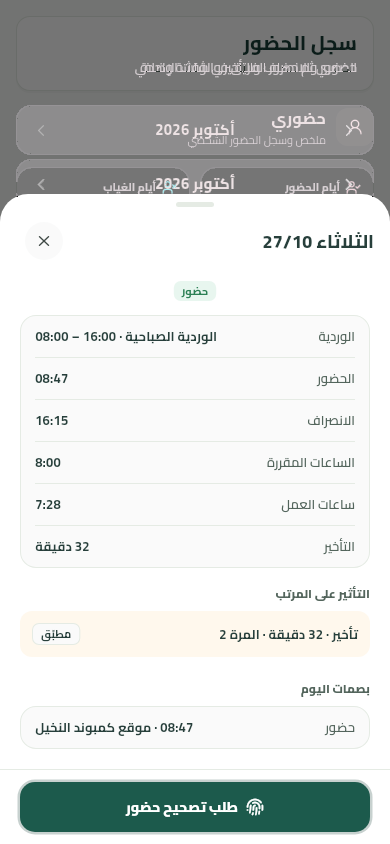 سجل الحضور
حضوري
أكتوبر 2026
ملخص وسجل الحضور الشخصي
أكتوبر 2026
أيام الحضور
أيام الغياب
الثلاثاء 27/10
حضور
الوردية
الوردية الصباحية · 16:00 – 08:00
الحضور
08:47
الانصراف
16:15
الساعات المقررة
8:00
ساعات العمل
7:28
التأخير
32 دقيقة
التأثير على المرتب
تأخير · 32 دقيقة · المرة 2
مطبّق
بصمات اليوم
حضور
08:47 · موقع كمبوند النخيل
طلب تصحيح حضور